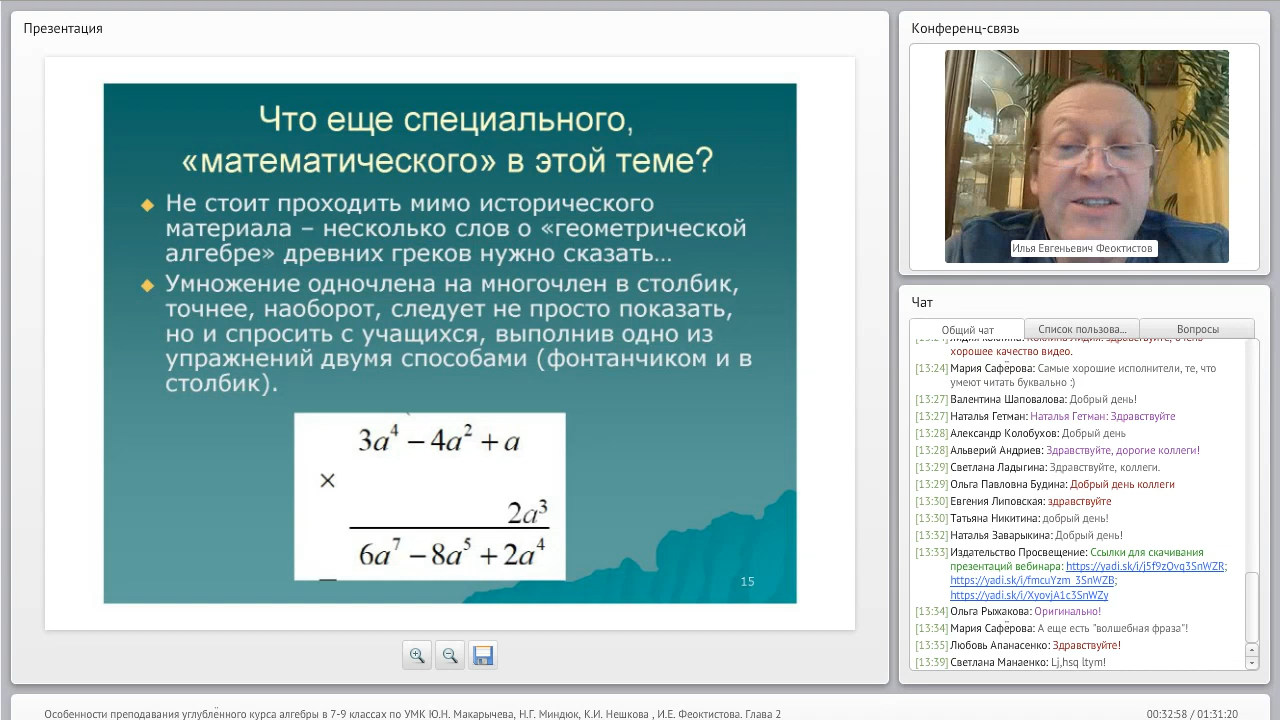 Презентация
Что еще специального,
«математического» в этой теме?
Не стоит проходить мимо исторического
материала – несколько слов о «геометрической
алгебре» древних греков нужно сказать…
Умножение одночлена на многочлен в столбик,
точнее, наоборот, следует не просто показать,
но и спросить с учащихся, выполнив одно из
упражнений двумя способами (фонтанчиком и в
столбик).
3a⁴ − 4a² + a
×
2a³
6a⁷ − 8a⁵ + 2a⁴
15
Конференц-связь
Илья Евгеньевич Феоктистов
Чат
Общий чат
Список пользова...
Вопросы
хорошее качество видео.
[13:24] Мария Сафёрова: Самые хорошие исполнители, те, что
умеют читать буквально :)
[13:27] Валентина Шаповалова: Добрый день!
[13:27] Наталья Гетман: Наталья Гетман: Здравствуйте
[13:28] Александр Колобухов: Добрый день
[13:28] Альверий Андриев: Здравствуйте, дорогие коллеги!
[13:29] Светлана Ладыгина: Здравствуйте, коллеги.
[13:29] Ольга Павловна Будина: Добрый день коллеги
[13:30] Евгения Липовская: здравствуйте
[13:30] Татьяна Никитина: добрый день!
[13:32] Наталья Заварыкина: Добрый день!
[13:33] Издательство Просвещение: Ссылки для скачивания
презентаций вебинара: https://yadi.sk/i/j5f9zOvg3SnWZR;
https://yadi.sk/i/fmcuYzm_3SnWZB;
https://yadi.sk/i/XyovjA1c3SnWZy
[13:34] Ольга Рыжакова: Оригинально!
[13:34] Мария Сафёрова: А еще есть "волшебная фраза"!
[13:35] Любовь Апанасенко: Здравствуйте!
[13:39] Светлана Манаенко: Lj,hsq ltym!
Особенности преподавания углублённого курса алгебры в 7-9 классах по УМК Ю.Н. Макарычева, Н.Г. Миндюк, К.И. Нешкова , И.Е. Феоктистова. Глава 2
00:32:58 / 01:31:20